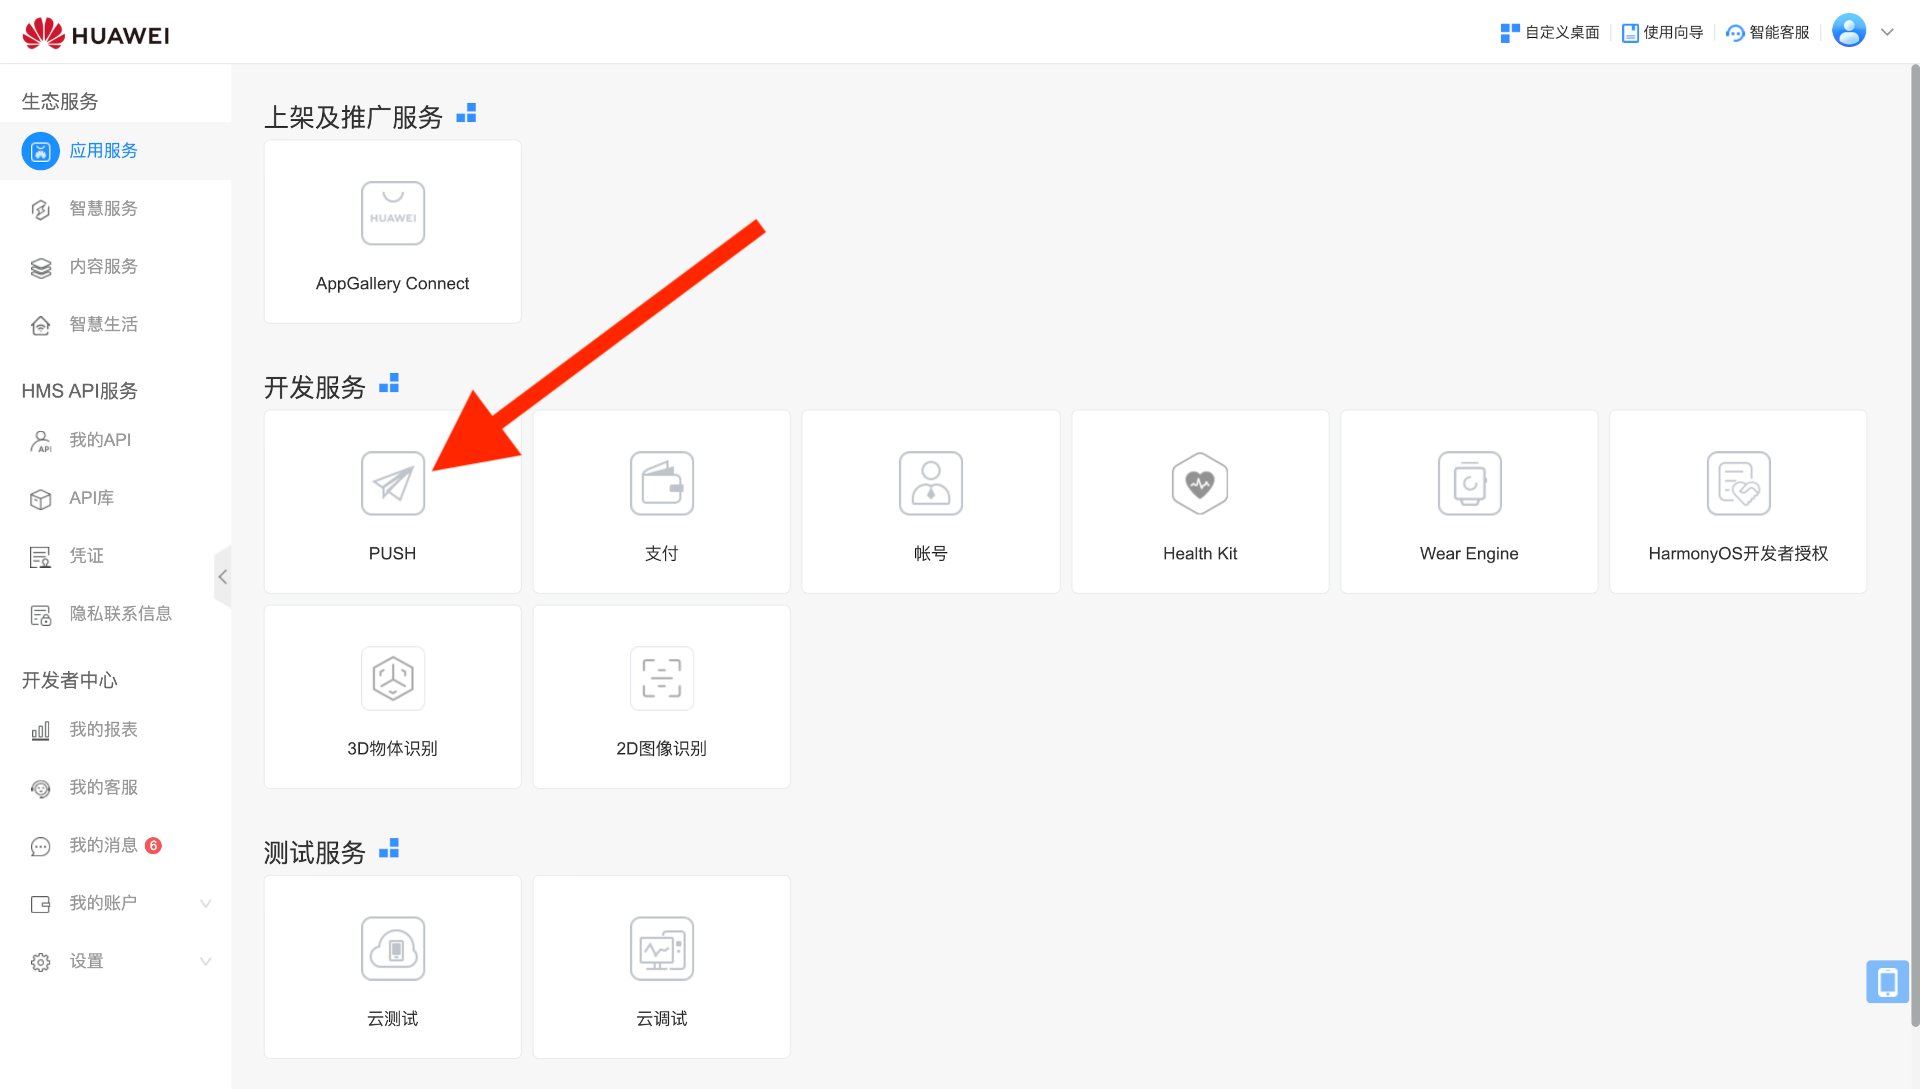 HUAWEI
自定义桌面
使用向导
智能客服
生态服务
应用服务
智慧服务
内容服务
智慧生活
HMS API服务
我的API
API库
凭证
隐私联系信息
开发者中心
我的报表
我的客服
我的消息 6
我的账户
设置
上架及推广服务
HUAWEI
AppGallery Connect
开发服务
PUSH
支付
帐号
Health Kit
Wear Engine
HarmonyOS开发者授权
3D物体识别
2D图像识别
测试服务
云测试
云调试